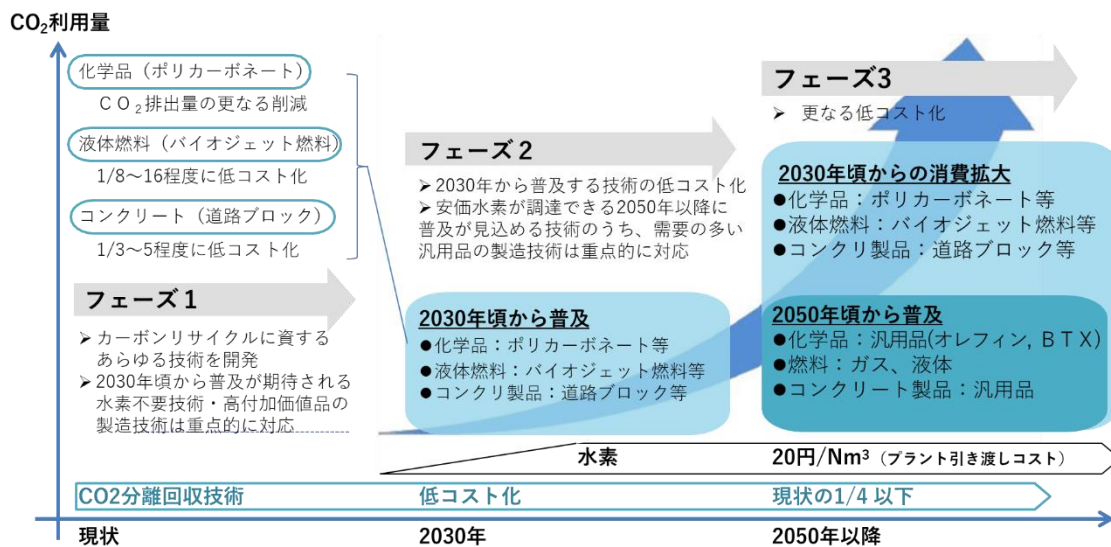 CO₂利用量
化学品（ポリカーボネート）
ＣＯ₂排出量の更なる削減
液体燃料（バイオジェット燃料）
1/8～16程度に低コスト化
コンクリート（道路ブロック）
1/3～5程度に低コスト化
フェーズ１
➢ カーボンリサイクルに資する
あらゆる技術を開発
➢ 2030年頃から普及が期待される
水素不要技術・高付加価値品の
製造技術は重点的に対応
フェーズ２
➢ 2030年から普及する技術の低コスト化
➢ 安価水素が調達できる2050年以降に
普及が見込める技術のうち、需要の多い
汎用品の製造技術は重点的に対応
2030年頃から普及
●化学品：ポリカーボネート等
●液体燃料：バイオジェット燃料等
●コンクリ製品：道路ブロック等
フェーズ3
➢ 更なる低コスト化
2030年頃からの消費拡大
●化学品：ポリカーボネート等
●液体燃料：バイオジェット燃料等
●コンクリ製品：道路ブロック等
2050年頃から普及
●化学品：汎用品(オレフィン, ＢＴＸ)
●燃料：ガス、液体
●コンクリート製品：汎用品
水素 20円/Nm³（プラント引き渡しコスト）
CO2分離回収技術 低コスト化 現状の1/4 以下
現状 2030年 2050年以降